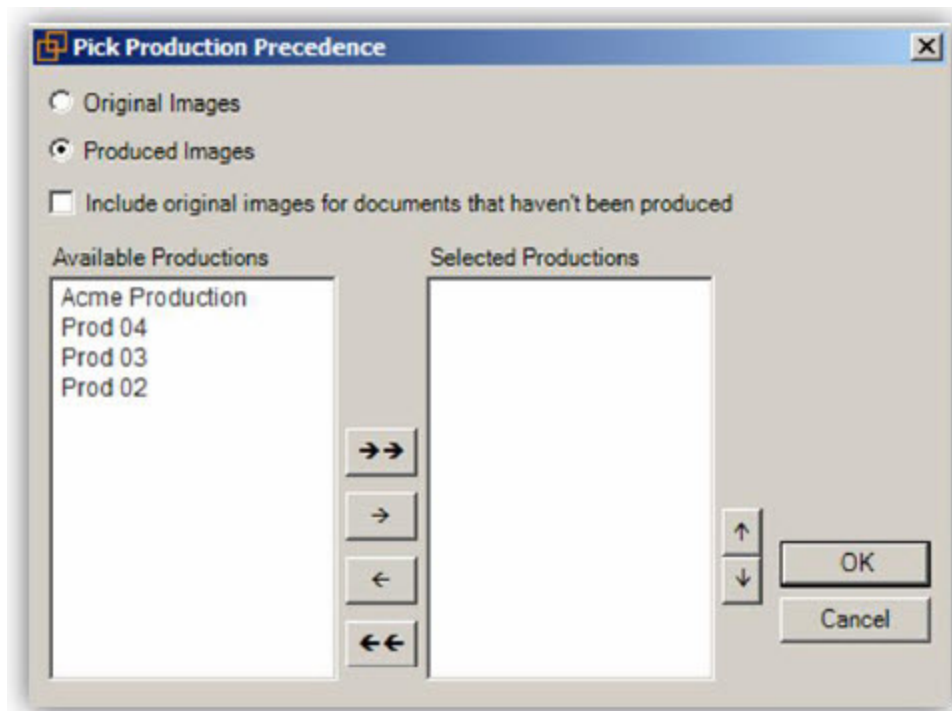 Pick Production Precedence
Original Images
Produced Images
Include original images for documents that haven't been produced
Available Productions
Selected Productions
Acme Production
Prod 04
Prod 03
Prod 02
OK
Cancel